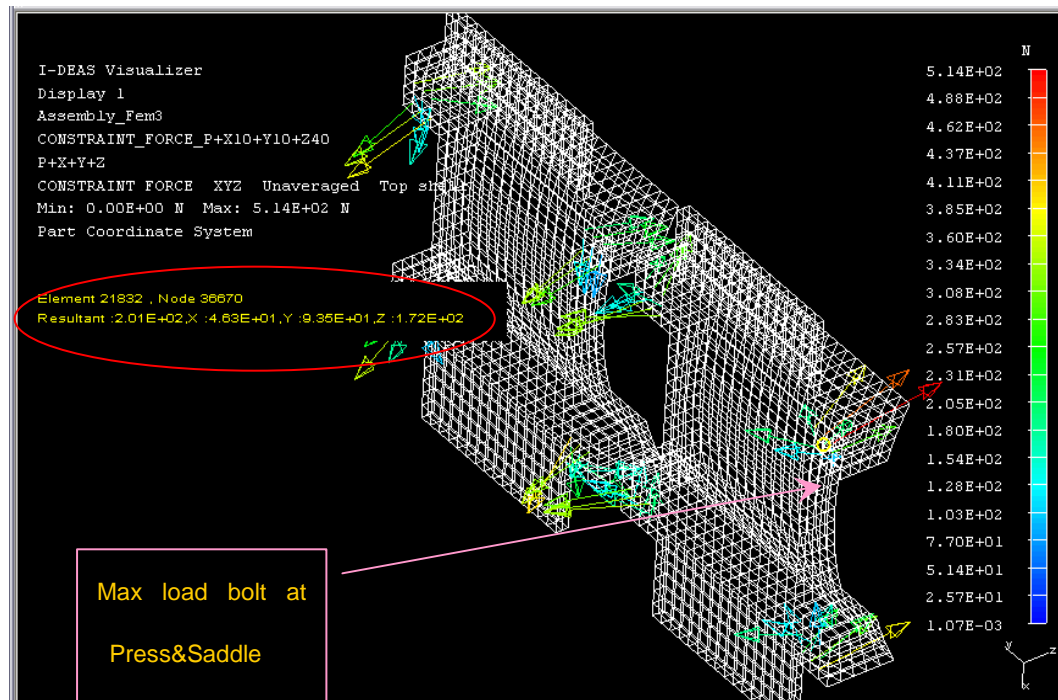 I-DEAS Visualizer
Display 1
Assembly_Fem3
CONSTRAINT_FORCE_P+X10+Y10+Z40
P+X+Y+Z
CONSTRAINT FORCE XYZ Unaveraged Top shell
Min: 0.00E+00 N Max: 5.14E+02 N
Part Coordinate System
Element 21832 , Node 36670
Resultant :2.01E+02,X :4.63E+01,Y :9.35E+01,Z :1.72E+02
Max load bolt at
Press&Saddle
N
5.14E+02
4.88E+02
4.62E+02
4.37E+02
4.11E+02
3.85E+02
3.60E+02
3.34E+02
3.08E+02
2.83E+02
2.57E+02
2.31E+02
2.05E+02
1.80E+02
1.54E+02
1.28E+02
1.03E+02
7.70E+01
5.14E+01
2.57E+01
1.07E-03
y
z
x